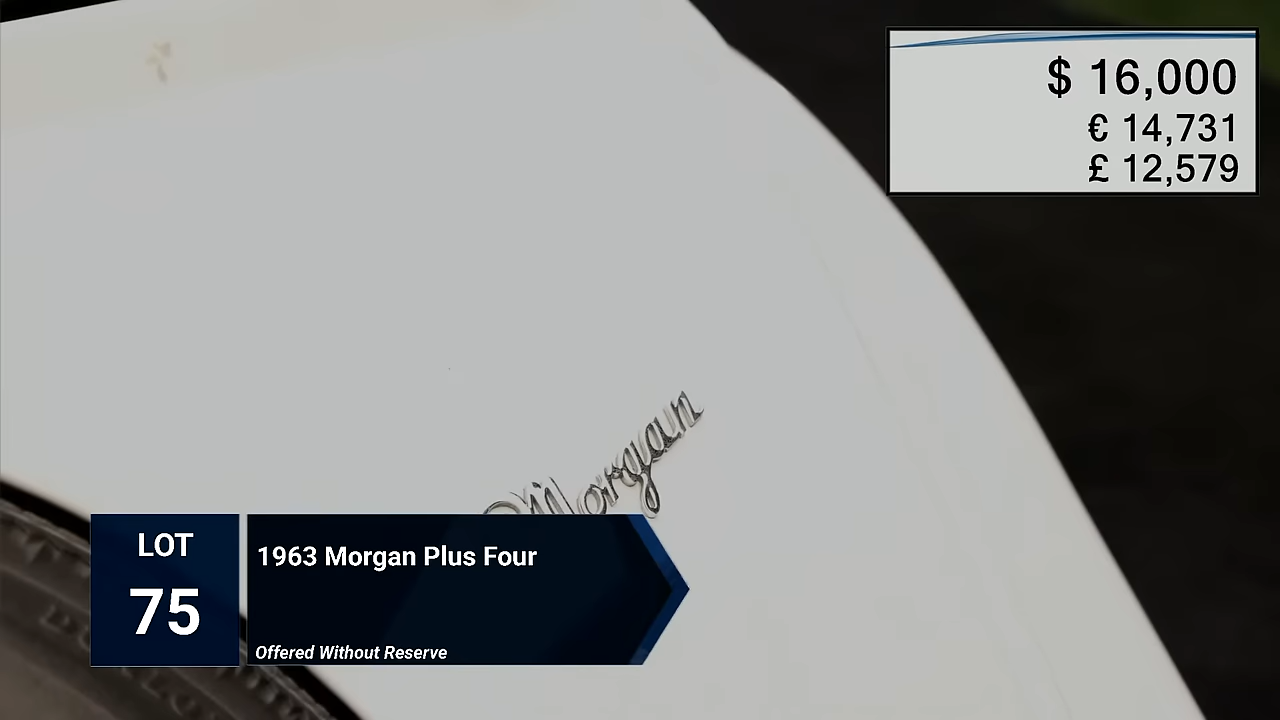 $ 16,000
€ 14,731
£ 12,579
Morgan
LOT
75
1963 Morgan Plus Four
Offered Without Reserve